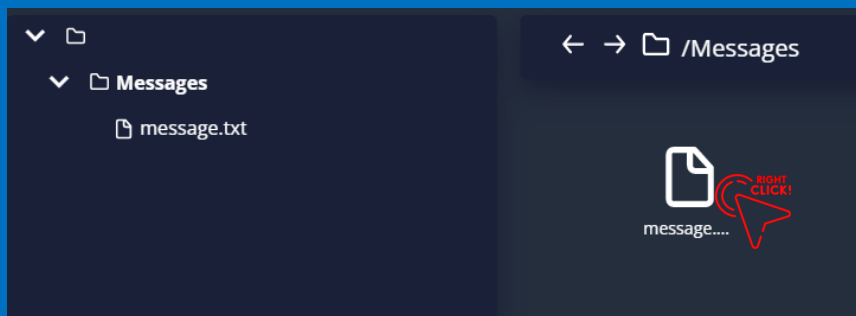 Messages
message.txt
/Messages
RIGHT
CLICK!
message....